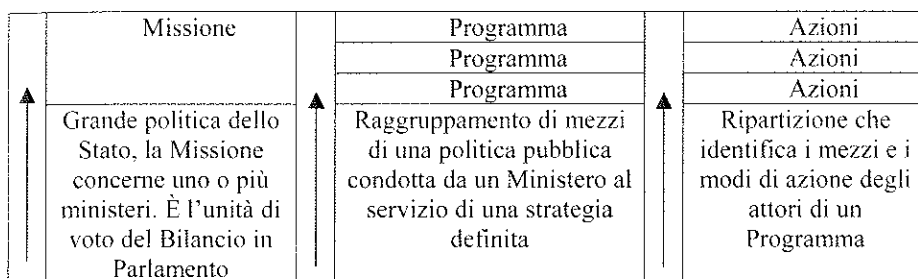 Missione
Grande politica dello
Stato, la Missione
concerne uno o più
ministeri. È l'unità di
voto del Bilancio in
Parlamento
Programma
Programma
Programma
Raggruppamento di mezzi
di una politica pubblica
condotta da un Ministero al
servizio di una strategia
definita
Azioni
Azioni
Azioni
Ripartizione che
identifica i mezzi e i
modi di azione degli
attori di un
Programma